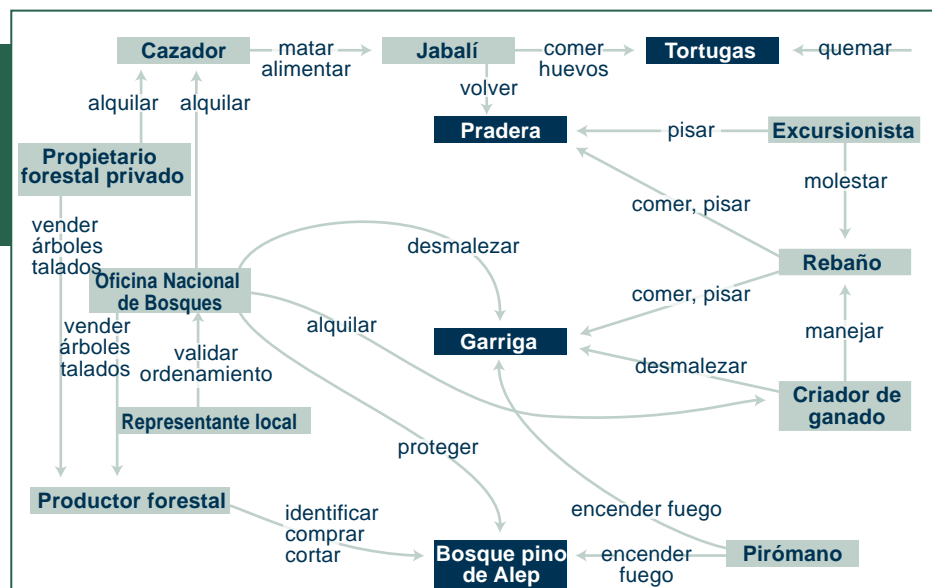 Cazador
matar
alimentar
Jabalí
comer
huevos
Tortugas
quemar
volver
alquilar
alquilar
Pradera
pisar
Excursionista
Propietario
forestal privado
molestar
comer, pisar
vender
árboles
talados
desmalezar
Rebaño
Oficina Nacional
de Bosques
comer, pisar
alquilar
vender
árboles
talados
Garriga
manejar
validar
ordenamiento
desmalezar
Criador de
ganado
Representante local
proteger
Productor forestal
identificar
comprar
cortar
encender fuego
Bosque pino
de Alep
encender
fuego
Pirómano